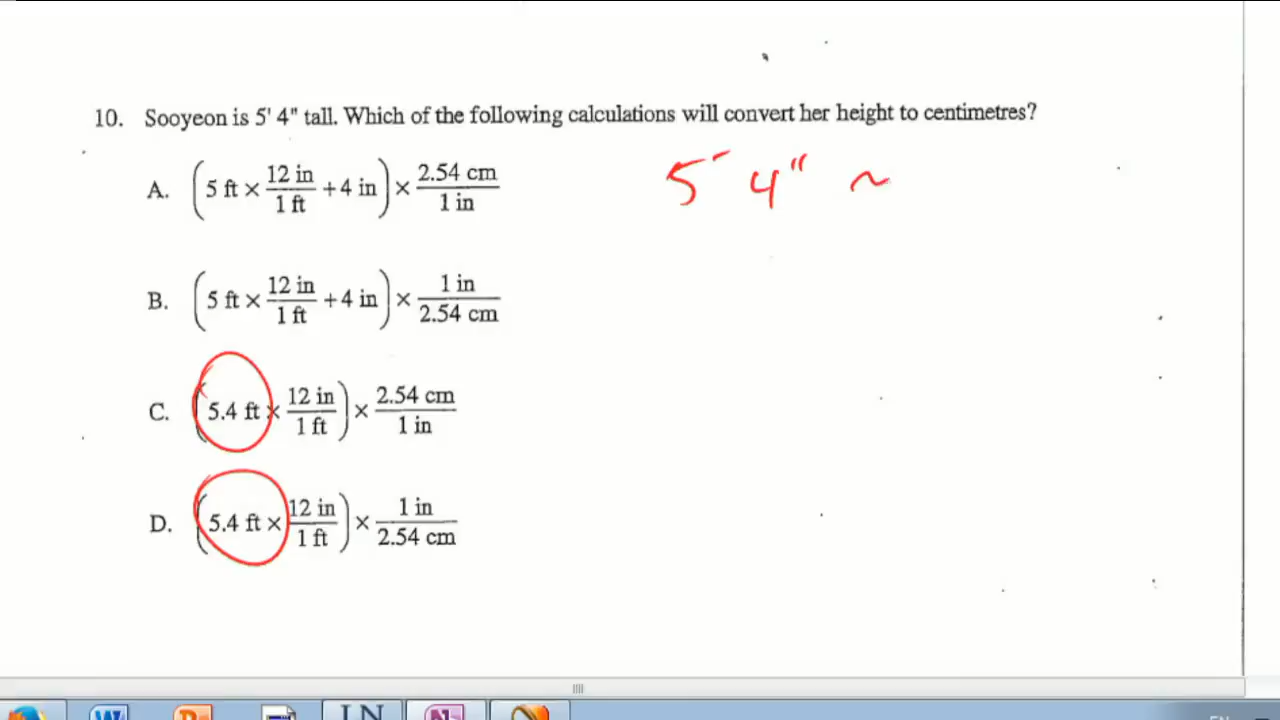 10. Sooyeon is 5' 4" tall. Which of the following calculations will convert her height to centimetres?
A. (5 ft × 12 in / 1 ft + 4 in) × 2.54 cm / 1 in
5' 4" ~
B. (5 ft × 12 in / 1 ft + 4 in) × 1 in / 2.54 cm
C. (5.4 ft × 12 in / 1 ft) × 2.54 cm / 1 in
D. (5.4 ft × 12 in / 1 ft) × 1 in / 2.54 cm